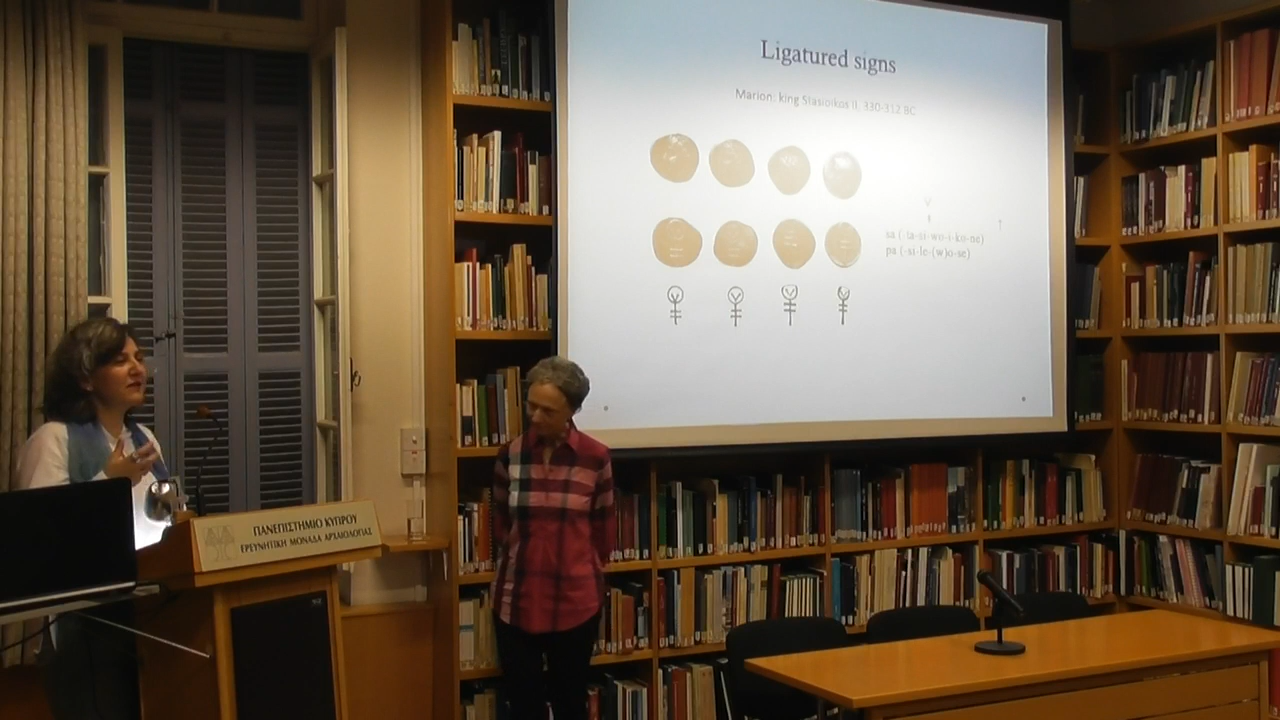 Ligatured signs
Marion: king Stasioikos II, 330-312 BC
sa (-ta-si-wo-i-ko-ne)
pa (-si-le-(w)o-se)
ΠΑΝΕΠΙΣΤΗΜΙΟ ΚΥΠΡΟΥ
ΕΡΕΥΝΗΤΙΚΗ ΜΟΝΑΔΑ ΑΡΧΑΙΟΛΟΓΙΑΣ